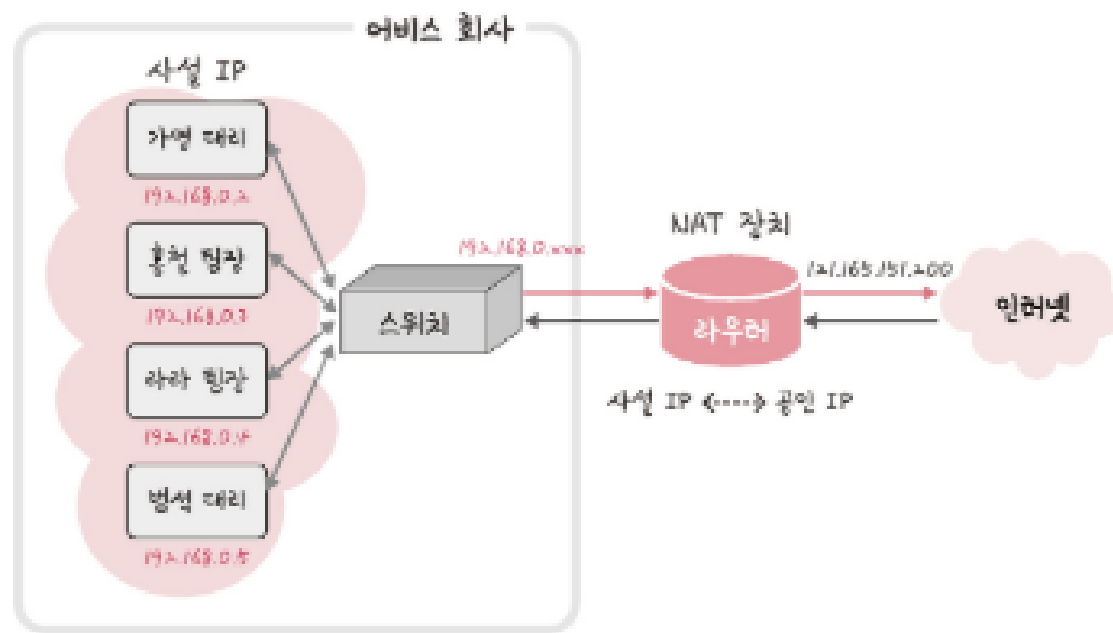 어비스 회사
사설 IP
가영 대리
192.168.0.2
홍철 팀장
192.168.0.3
라라 팀장
192.168.0.4
범석 대리
192.168.0.5
스위치
192.168.0.xxx
NAT 장치
라우터
사설 IP <----> 공인 IP
121.165.151.200
인터넷